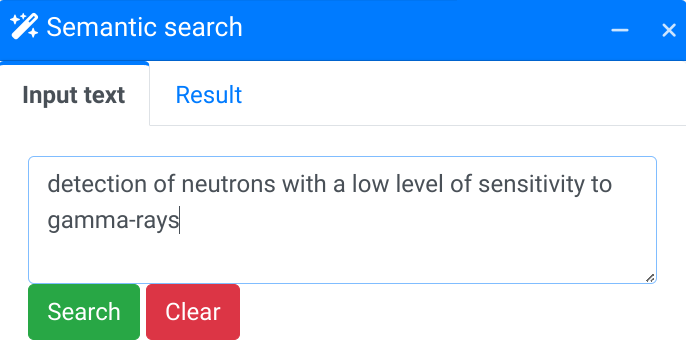 Semantic search
Input text
Result
detection of neutrons with a low level of sensitivity to
gamma-rays
Search
Clear